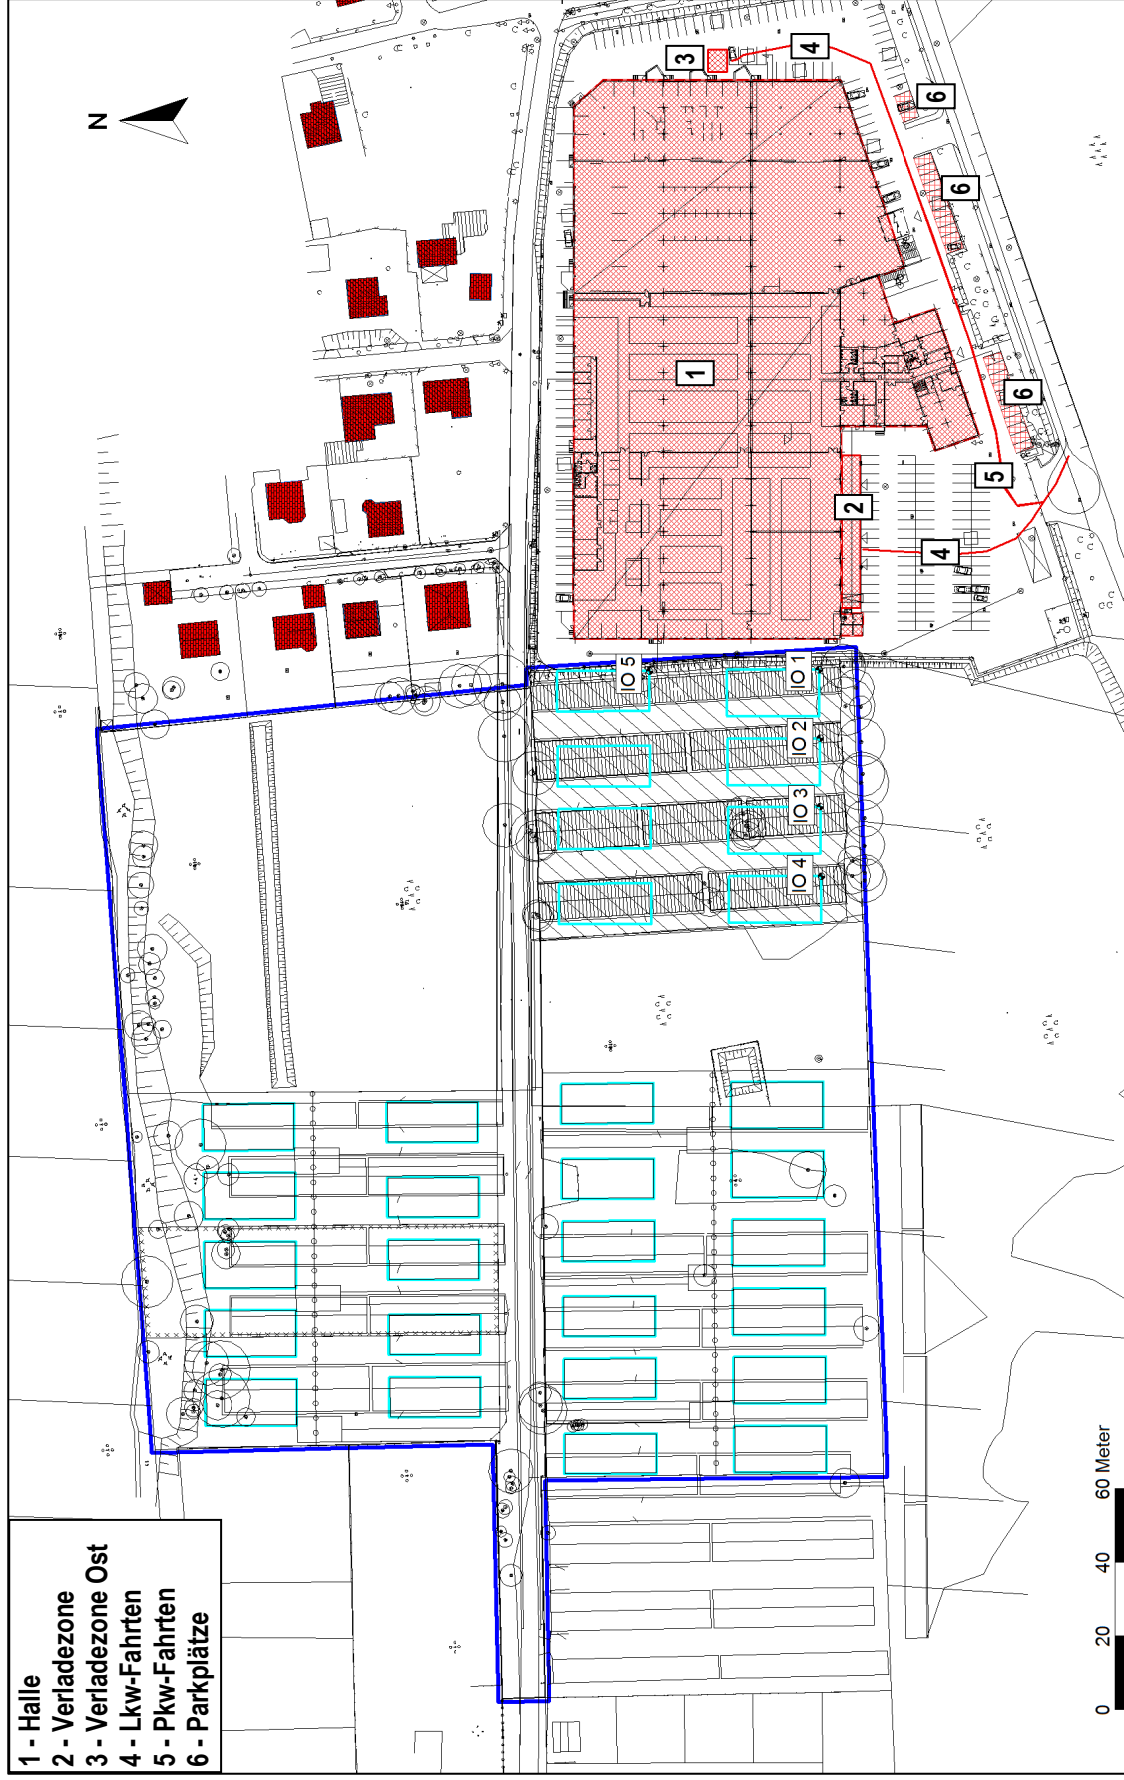 1 - Halle
2 - Verladezone
3 - Verladezone Ost
4 - Lkw-Fahrten
5 - Pkw-Fahrten
6 - Parkplätze
N
3
4
6
6
6
1
2
5
4
IO 5
IO 1
IO 2
IO 3
IO 4
0 20 40 60 Meter